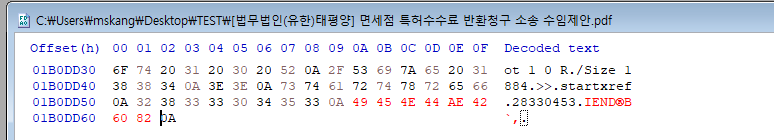 C:\Users\mskang\Desktop\TEST\[법무법인(유한)태평양] 면세점 특허수수료 반환청구 소송 수임제안.pdf
Offset(h) 00 01 02 03 04 05 06 07 08 09 0A 0B 0C 0D 0E 0F Decoded text
01B0DD30 6F 74 20 31 20 30 20 52 0A 2F 53 69 7A 65 20 31 ot 1 0 R./Size 1
01B0DD40 38 38 34 0A 3E 3E 0A 73 74 61 72 74 78 72 65 66 884.>>.startxref
01B0DD50 0A 32 38 33 33 30 34 35 33 0A 49 45 4E 44 AE 42 .28330453.IEND®B
01B0DD60 60 82 0A `‚.